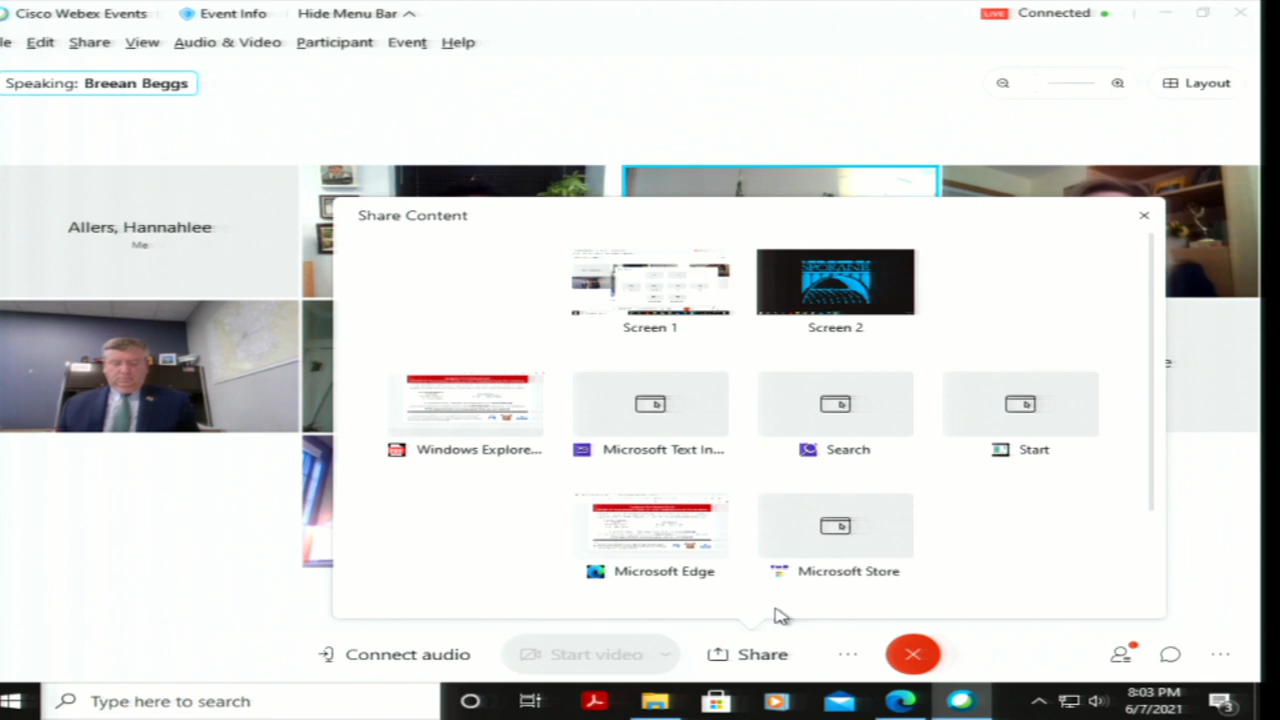 Cisco Webex Events
Event Info
Hide Menu Bar
LIVE
Connected
le Edit Share View Audio & Video Participant Event Help
Speaking: Breean Beggs
Layout
Allers, Hannahlee
Me
Share Content
SPOKANE
Screen 1
Screen 2
Windows Explore...
Microsoft Text In...
Search
Start
Microsoft Edge
Microsoft Store
e
Connect audio
Start video
Share
Type here to search
8:03 PM
6/7/2021
3